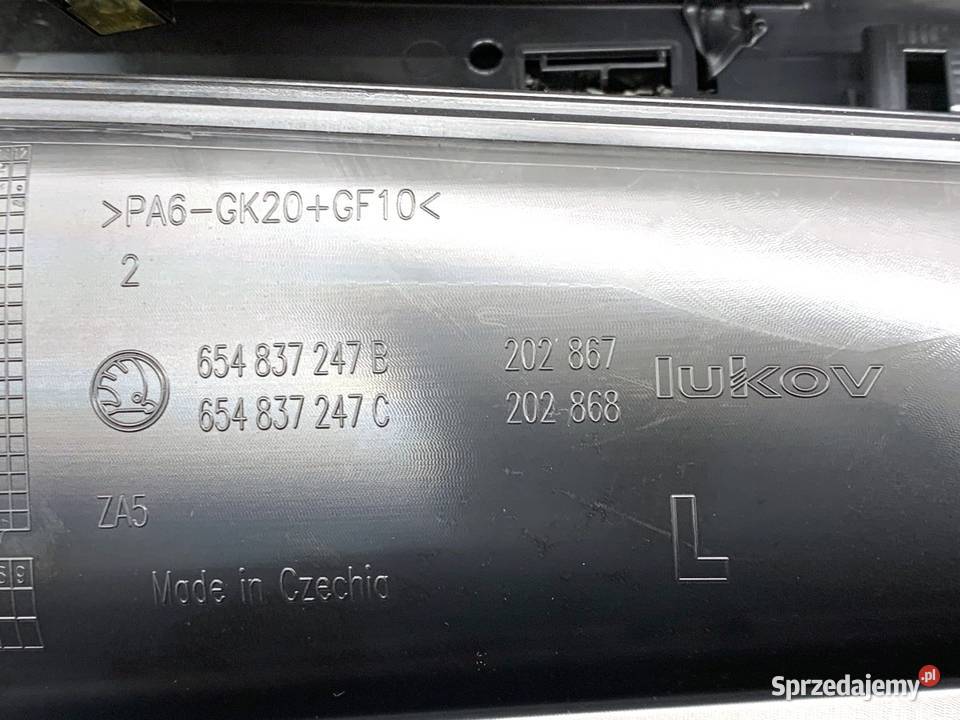 >PA6-GK20+GF10<
2
654 837 247 B 202 867
654 837 247 C 202 868
lukov
ZA5
L
Made in Czechia
Sprzedajemy.pl